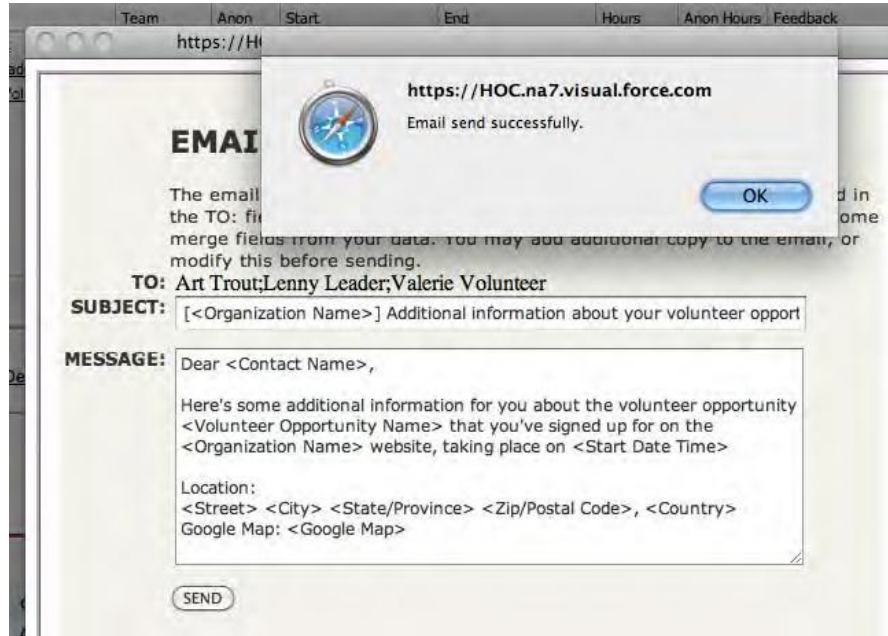 Team Anon Start End Hours Anon Hours Feedback
https://H
https://HOC.na7.visual.force.com
Email send successfully.
OK
EMAI
The email d in
the TO: fie ome
merge fields from your data. You may add additional copy to the email, or
modify this before sending.
TO: Art Trout;Lenny Leader;Valerie Volunteer
SUBJECT: [<Organization Name>] Additional information about your volunteer opport
MESSAGE: Dear <Contact Name>,
Here's some additional information for you about the volunteer opportunity
<Volunteer Opportunity Name> that you've signed up for on the
<Organization Name> website, taking place on <Start Date Time>
Location:
<Street> <City> <State/Province> <Zip/Postal Code>, <Country>
Google Map: <Google Map>
SEND